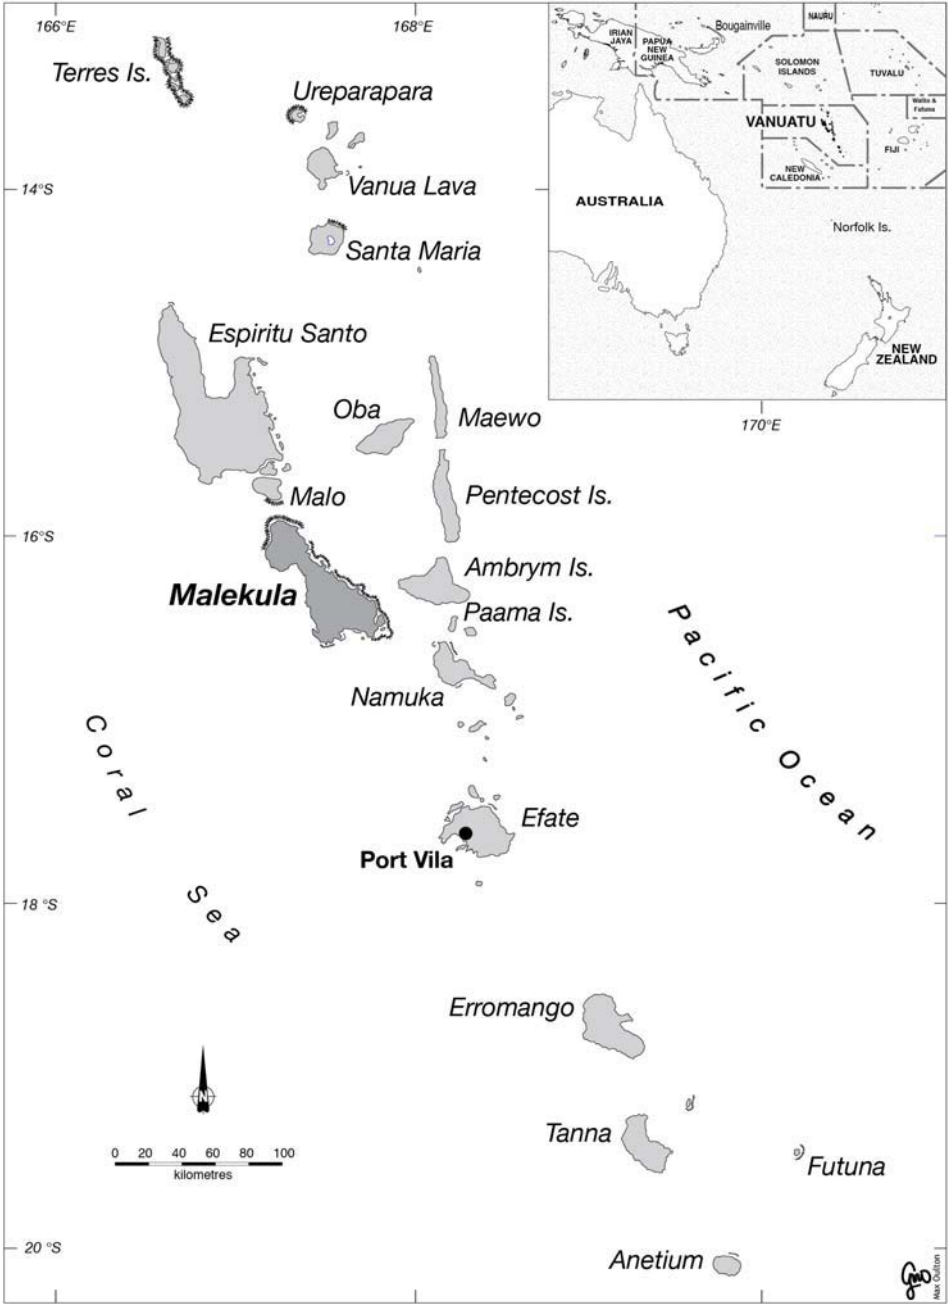 166°E
168°E
Terres Is.
Ureparapara
Vanua Lava
14°S
Santa Maria
Espiritu Santo
Oba
Maewo
Malo
Pentecost Is.
16°S
Ambrym Is.
Malekula
Paama Is.
Namuka
Coral
Sea
Pacific Ocean
Efate
Port Vila
18 °S
Erromango
N
Tanna
0 20 40 60 80 100
kilometres
Futuna
20 °S
Anetium
Max Oulton
NAURU
Bougainville
IRIAN
JAYA
PAPUA
NEW
GUINEA
SOLOMON
ISLANDS
TUVALU
Wallis &
Futuna
VANUATU
FIJI
NEW
CALEDONIA
AUSTRALIA
Norfolk Is.
NEW
ZEALAND
170°E